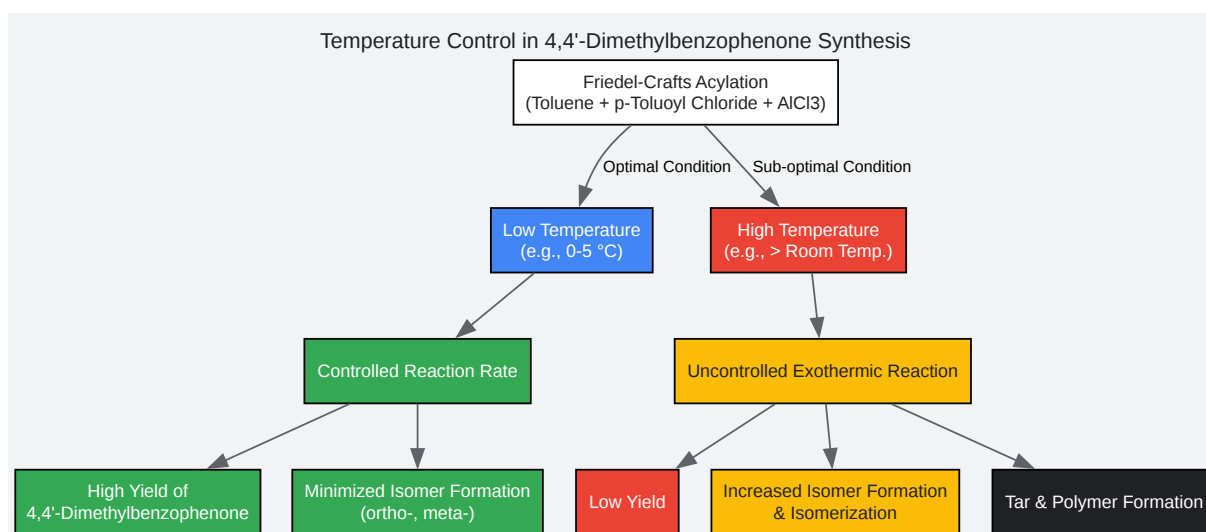 Temperature Control in 4,4'-Dimethylbenzophenone Synthesis
Friedel-Crafts Acylation
(Toluene + p-Toluoyl Chloride + AlCl3)
Optimal Condition
Sub-optimal Condition
Low Temperature
(e.g., 0-5 °C)
High Temperature
(e.g., > Room Temp.)
Controlled Reaction Rate
Uncontrolled Exothermic Reaction
High Yield of
4,4'-Dimethylbenzophenone
Minimized Isomer Formation
(ortho-, meta-)
Low Yield
Increased Isomer Formation
& Isomerization
Tar & Polymer Formation